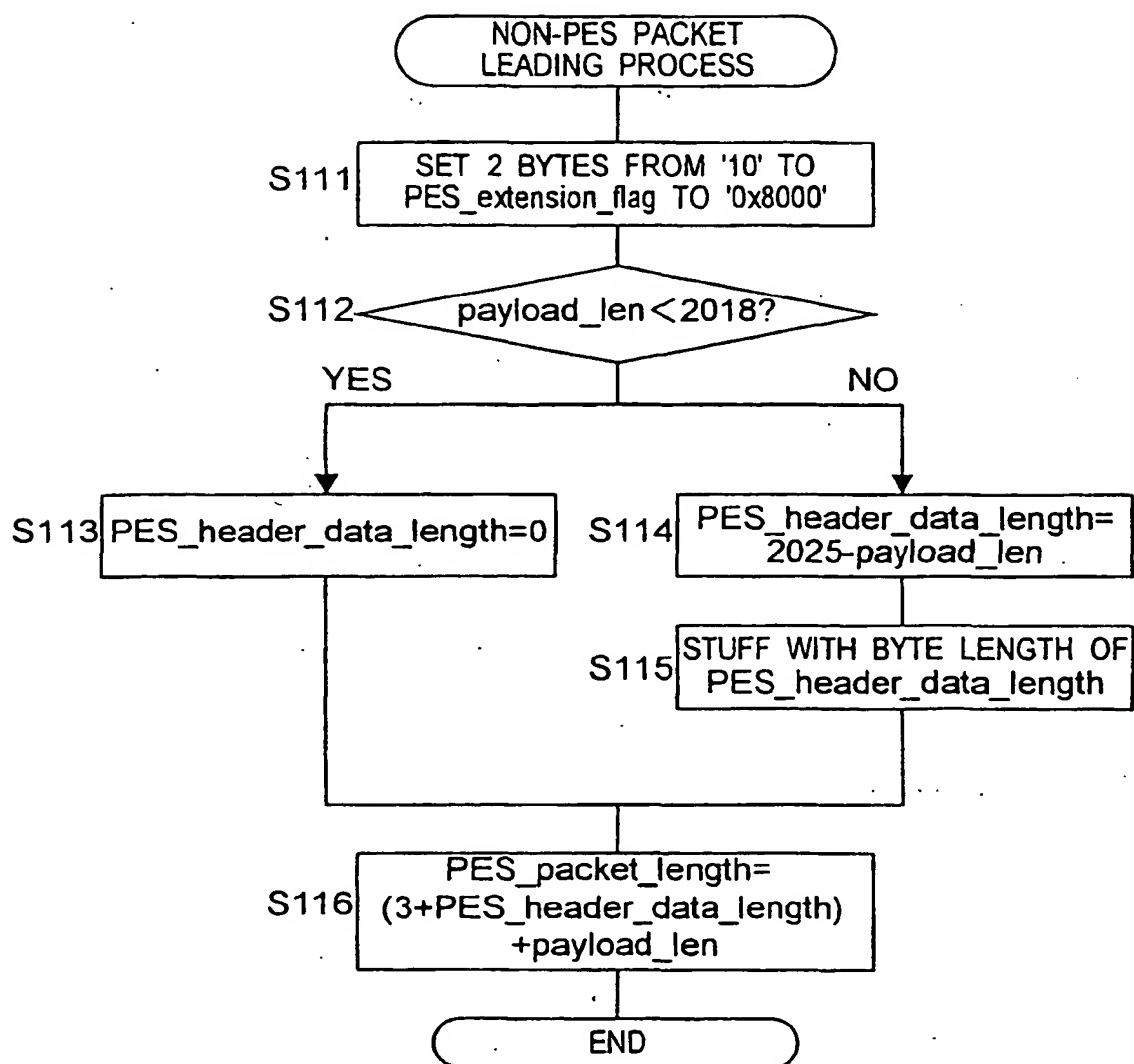 NON-PES PACKET
LEADING PROCESS
S111
SET 2 BYTES FROM '10' TO
PES_extension_flag TO '0x8000'
S112
payload_len<2018?
YES
NO
S113
PES_header_data_length=0
S114
PES_header_data_length=
2025-payload_len
S115
STUFF WITH BYTE LENGTH OF
PES_header_data_length
S116
PES_packet_length=
(3+PES_header_data_length)
+payload_len
END